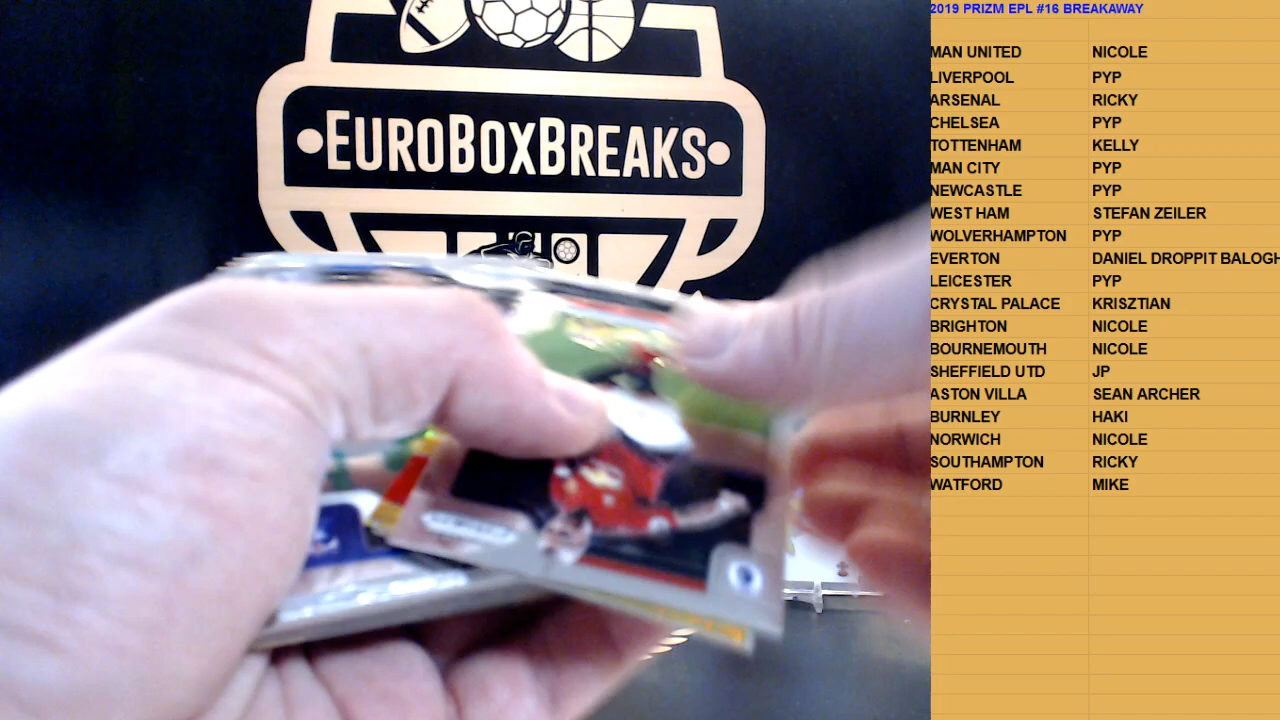 2019 PRIZM EPL #16 BREAKAWAY
EUROBOXBREAKS
MAN UNITED NICOLE
LIVERPOOL PYP
ARSENAL RICKY
CHELSEA PYP
TOTTENHAM KELLY
MAN CITY PYP
NEWCASTLE PYP
WEST HAM STEFAN ZEILER
WOLVERHAMPTON PYP
EVERTON DANIEL DROPPIT BALOGH
LEICESTER PYP
CRYSTAL PALACE KRISZTIAN
BRIGHTON NICOLE
BOURNEMOUTH NICOLE
SHEFFIELD UTD JP
ASTON VILLA SEAN ARCHER
BURNLEY HAKI
NORWICH NICOLE
SOUTHAMPTON RICKY
WATFORD MIKE